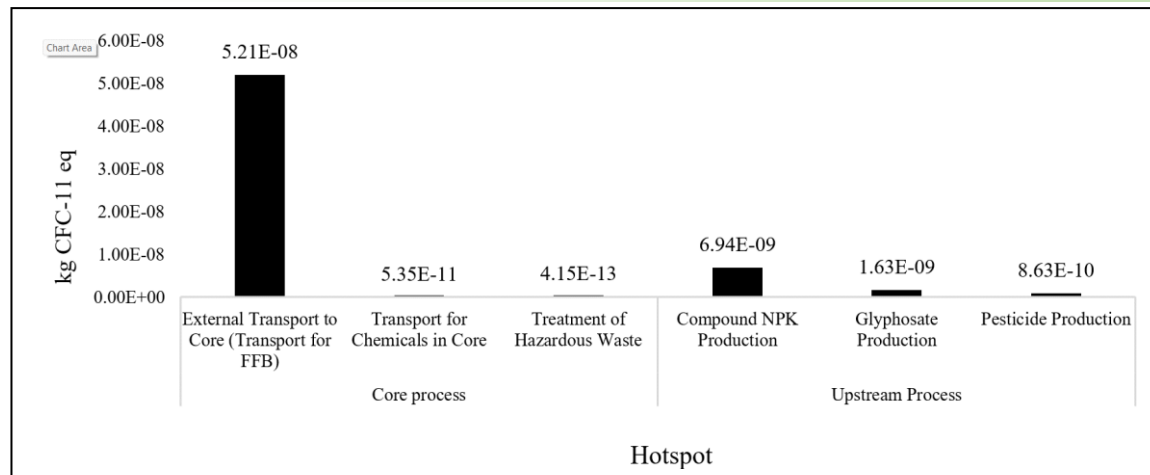 Chart Area
6.00E-08
5.00E-08
4.00E-08
3.00E-08
2.00E-08
1.00E-08
0.00E+00
kg CFC-11 eq
5.21E-08
5.35E-11
4.15E-13
6.94E-09
1.63E-09
8.63E-10
External Transport to
Core (Transport for
FFB)
Transport for
Chemicals in Core
Treatment of
Hazardous Waste
Compound NPK
Production
Glyphosate
Production
Pesticide Production
Core process
Upstream Process
Hotspot